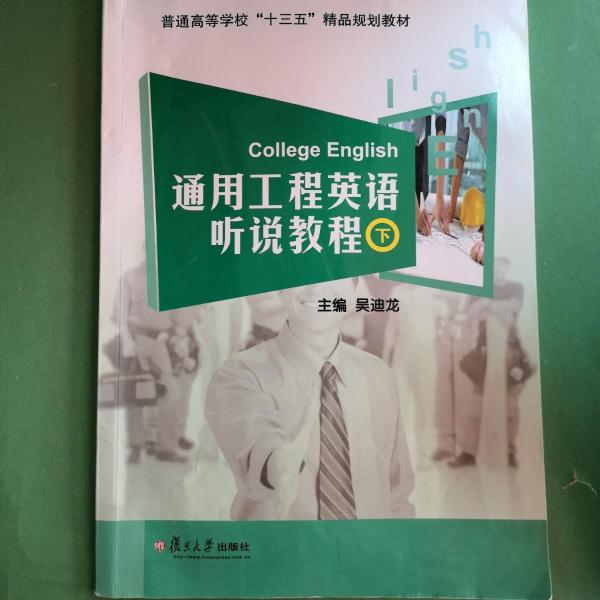 普通高等学校“十三五”精品规划教材
English
College English
通用工程英语
听说教程 下
主编 吴迪龙
復旦大學出版社